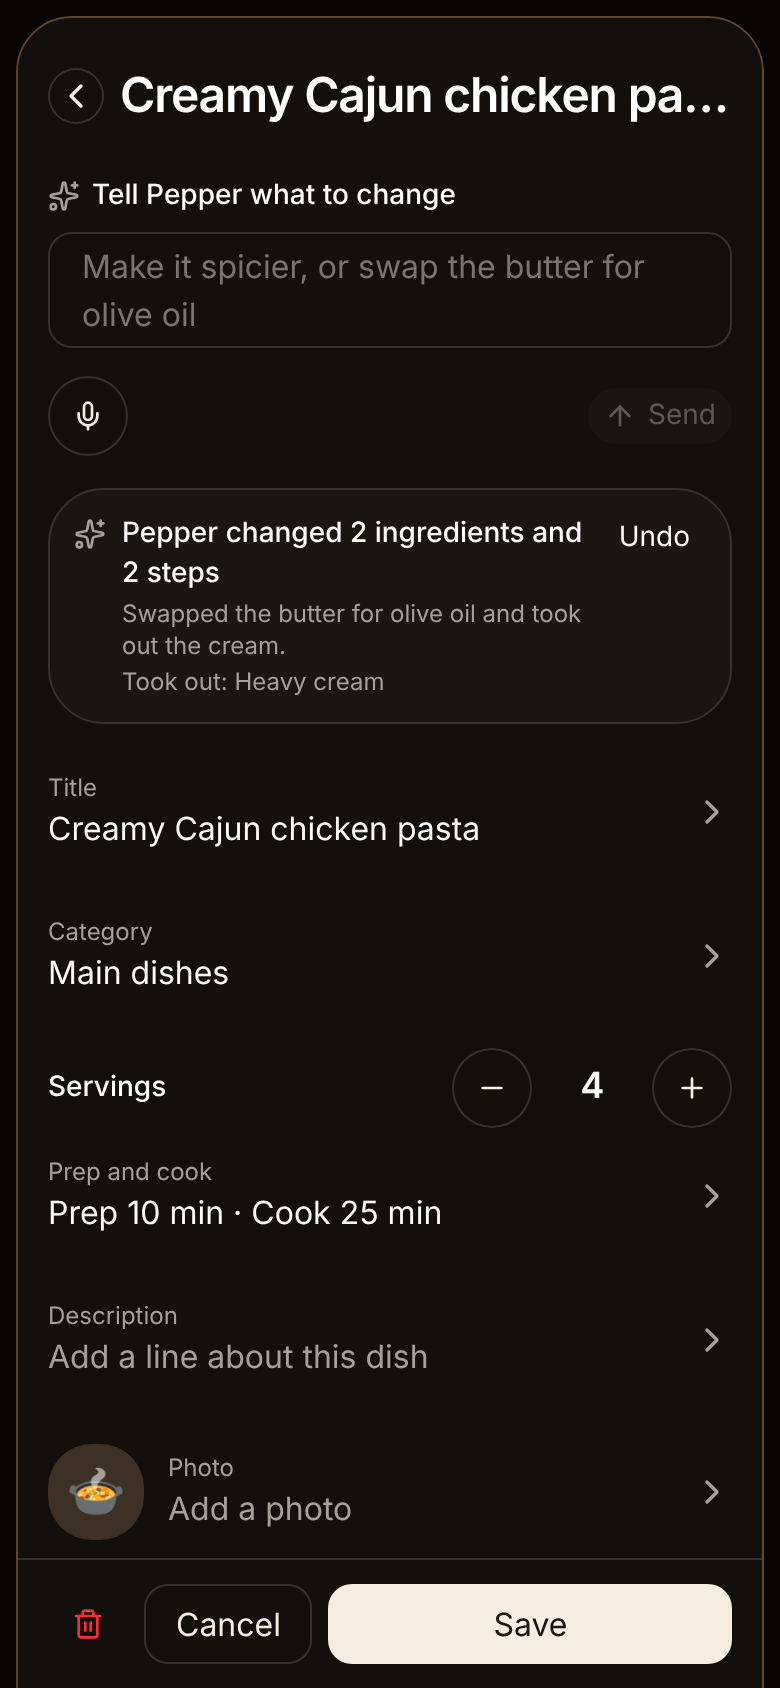 Creamy Cajun chicken pa...
Tell Pepper what to change
Make it spicier, or swap the butter for
olive oil
Send
Pepper changed 2 ingredients and
2 steps
Undo
Swapped the butter for olive oil and took
out the cream.
Took out: Heavy cream
Title
Creamy Cajun chicken pasta
Category
Main dishes
Servings
4
Prep and cook
Prep 10 min · Cook 25 min
Description
Add a line about this dish
Photo
Add a photo
Cancel
Save